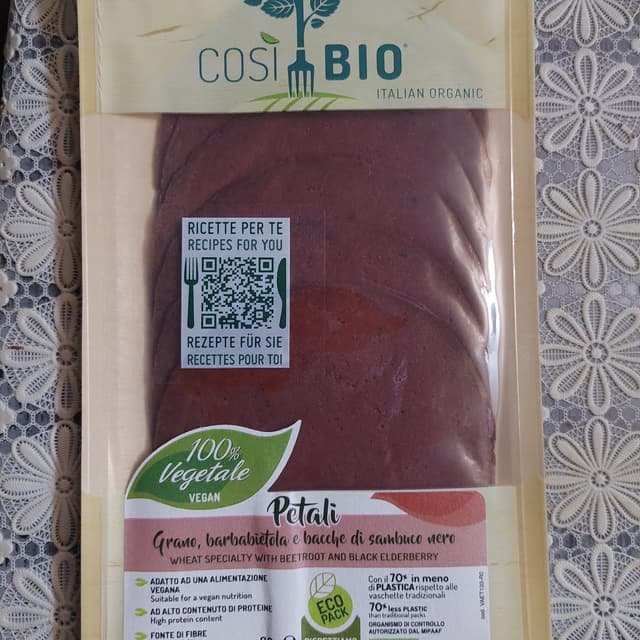 COSÌ BIO
ITALIAN ORGANIC
RICETTE PER TE
RECIPES FOR YOU
REZEPTE FÜR SIE
RECETTES POUR TOI
100%
Vegetale
VEGAN
Petali
Grano, barbabietola e bacche di sambuco nero
WHEAT SPECIALTY WITH BEETROOT AND BLACK ELDERBERRY
ADATTO AD UNA ALIMENTAZIONE
VEGANA
Suitable for a vegan nutrition
AD ALTO CONTENUTO DI PROTEINE
High protein content
FONTE DI FIBRE
ECO
PACK
Con il 70% in meno
di PLASTICA rispetto alle
vaschette tradizionali
70% less PLASTIC
than traditional packs
ORGANISMO DI CONTROLLO
AUTORIZZATO DAL MIPAAF